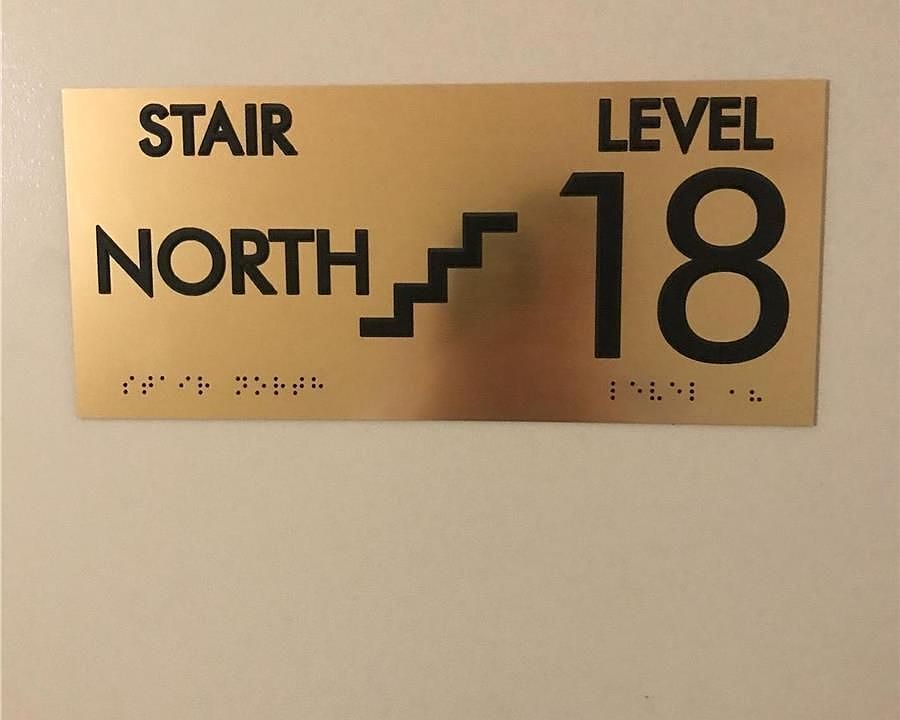 STAIR
LEVEL
NORTH
18
⠎⠞⠁⠊⠗ ⠝⠕⠗⠞⠓
⠇⠑⠧⠑⠇ ⠁⠓